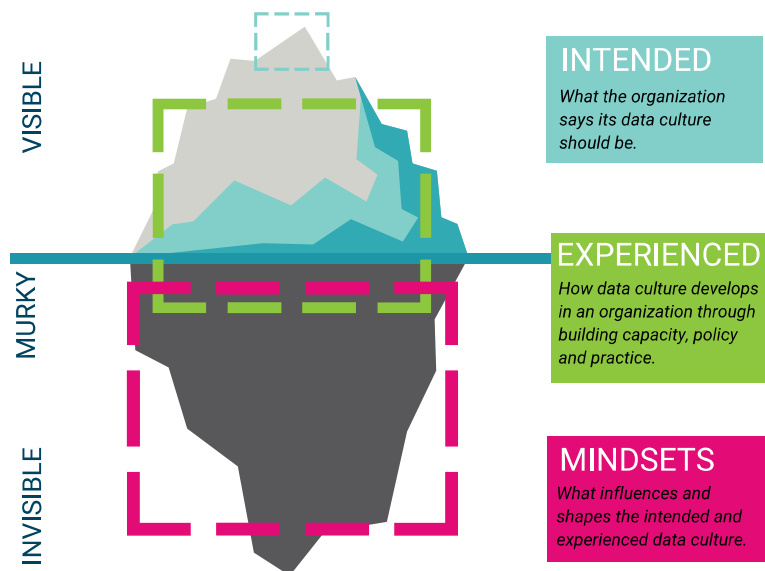 VISIBLE
INTENDED
What the organization
says its data culture
should be.
MURKY
EXPERIENCED
How data culture develops
in an organization through
building capacity, policy
and practice.
INVISIBLE
MINDSETS
What influences and
shapes the intended and
experienced data culture.